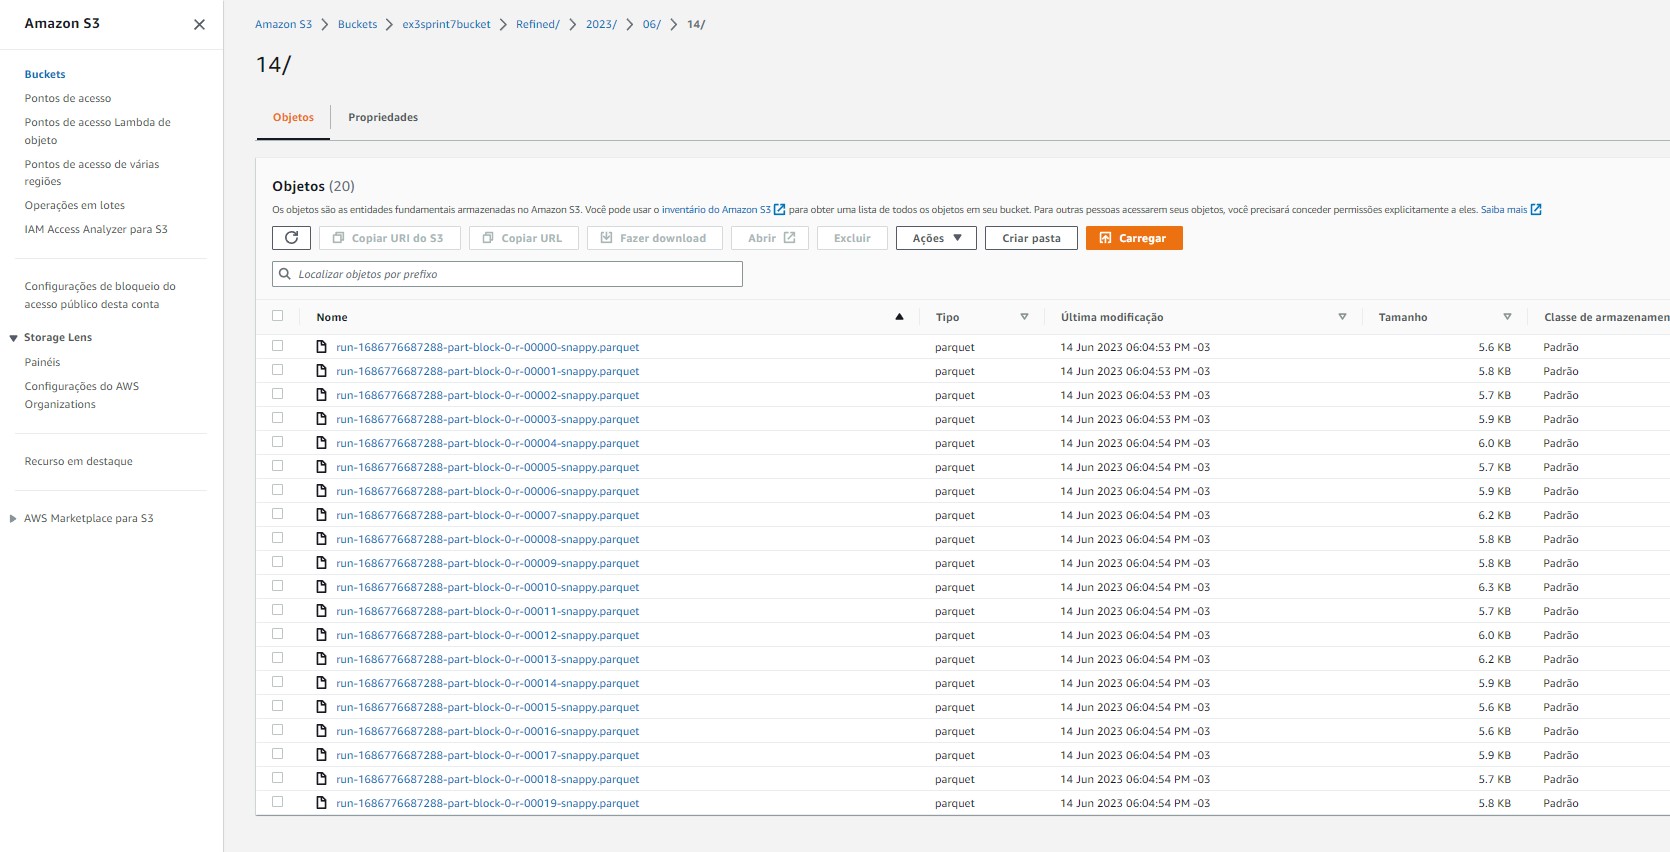 Amazon S3
Buckets
Pontos de acesso
Pontos de acesso Lambda de
objeto
Pontos de acesso de várias
regiões
Operações em lotes
IAM Access Analyzer para S3
Configurações de bloqueio do
acesso público desta conta
Storage Lens
Painéis
Configurações do AWS
Organizations
Recurso em destaque
AWS Marketplace para S3
Amazon S3 > Buckets > ex3sprint7bucket > Refined/ > 2023/ > 06/ > 14/
14/
Objetos Propriedades
Objetos (20)
Os objetos são as entidades fundamentais armazenadas no Amazon S3. Você pode usar o inventário do Amazon S3 para obter uma lista de todos os objetos em seu bucket. Para outras pessoas acessarem seus objetos, você precisará conceder permissões explicitamente a eles. Saiba mais
Copiar URI do S3 Copiar URL Fazer download Abrir Excluir Ações Criar pasta Carregar
Localizar objetos por prefixo
Nome Tipo Última modificação Tamanho Classe de armazenamen
run-1686776687288-part-block-0-r-00000-snappy.parquet parquet 14 Jun 2023 06:04:53 PM -03 5.6 KB Padrão
run-1686776687288-part-block-0-r-00001-snappy.parquet parquet 14 Jun 2023 06:04:53 PM -03 5.8 KB Padrão
run-1686776687288-part-block-0-r-00002-snappy.parquet parquet 14 Jun 2023 06:04:53 PM -03 5.7 KB Padrão
run-1686776687288-part-block-0-r-00003-snappy.parquet parquet 14 Jun 2023 06:04:53 PM -03 5.9 KB Padrão
run-1686776687288-part-block-0-r-00004-snappy.parquet parquet 14 Jun 2023 06:04:54 PM -03 6.0 KB Padrão
run-1686776687288-part-block-0-r-00005-snappy.parquet parquet 14 Jun 2023 06:04:54 PM -03 5.7 KB Padrão
run-1686776687288-part-block-0-r-00006-snappy.parquet parquet 14 Jun 2023 06:04:54 PM -03 5.9 KB Padrão
run-1686776687288-part-block-0-r-00007-snappy.parquet parquet 14 Jun 2023 06:04:54 PM -03 6.2 KB Padrão
run-1686776687288-part-block-0-r-00008-snappy.parquet parquet 14 Jun 2023 06:04:54 PM -03 5.8 KB Padrão
run-1686776687288-part-block-0-r-00009-snappy.parquet parquet 14 Jun 2023 06:04:54 PM -03 5.8 KB Padrão
run-1686776687288-part-block-0-r-00010-snappy.parquet parquet 14 Jun 2023 06:04:54 PM -03 6.3 KB Padrão
run-1686776687288-part-block-0-r-00011-snappy.parquet parquet 14 Jun 2023 06:04:54 PM -03 5.7 KB Padrão
run-1686776687288-part-block-0-r-00012-snappy.parquet parquet 14 Jun 2023 06:04:54 PM -03 6.0 KB Padrão
run-1686776687288-part-block-0-r-00013-snappy.parquet parquet 14 Jun 2023 06:04:54 PM -03 6.2 KB Padrão
run-1686776687288-part-block-0-r-00014-snappy.parquet parquet 14 Jun 2023 06:04:54 PM -03 5.9 KB Padrão
run-1686776687288-part-block-0-r-00015-snappy.parquet parquet 14 Jun 2023 06:04:54 PM -03 5.6 KB Padrão
run-1686776687288-part-block-0-r-00016-snappy.parquet parquet 14 Jun 2023 06:04:54 PM -03 5.6 KB Padrão
run-1686776687288-part-block-0-r-00017-snappy.parquet parquet 14 Jun 2023 06:04:54 PM -03 5.9 KB Padrão
run-1686776687288-part-block-0-r-00018-snappy.parquet parquet 14 Jun 2023 06:04:54 PM -03 5.7 KB Padrão
run-1686776687288-part-block-0-r-00019-snappy.parquet parquet 14 Jun 2023 06:04:54 PM -03 5.8 KB Padrão